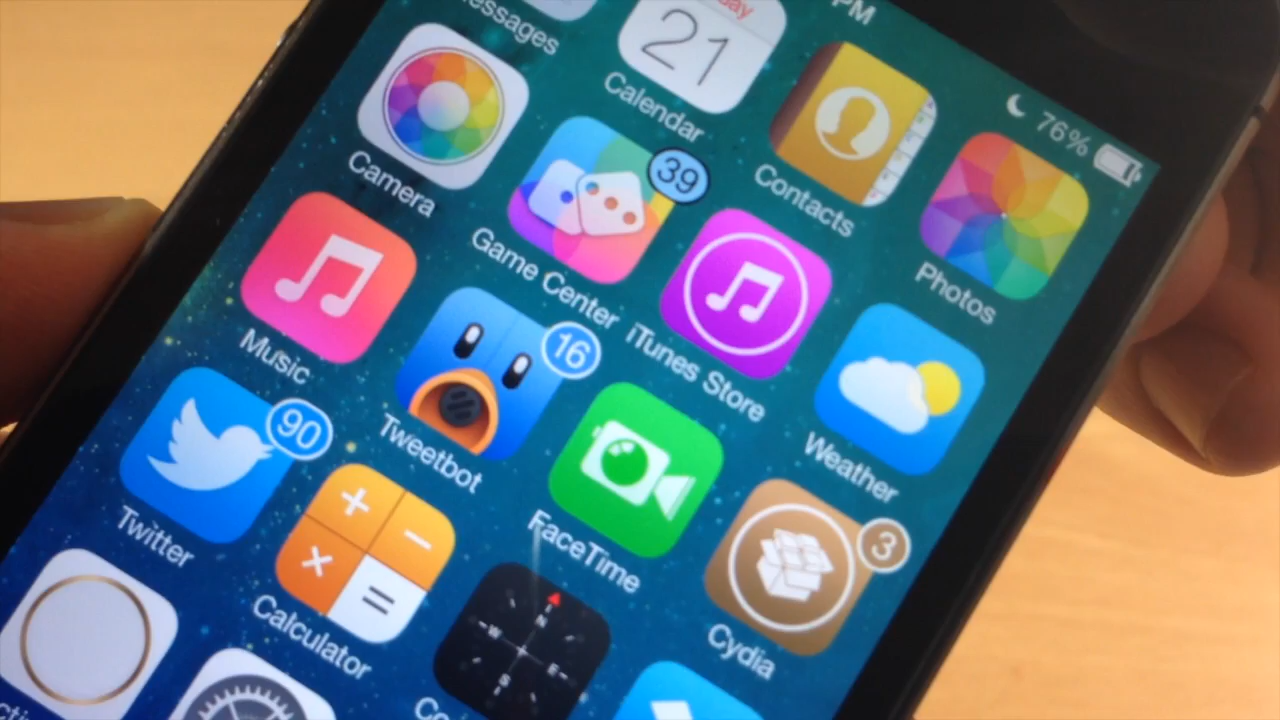 PM
76%
21
Calendar
Contacts
Photos
Camera
39
Game Center
iTunes Store
Weather
Music
16
Tweetbot
FaceTime
3
Cydia
90
Twitter
Calculator
N
W
E
S